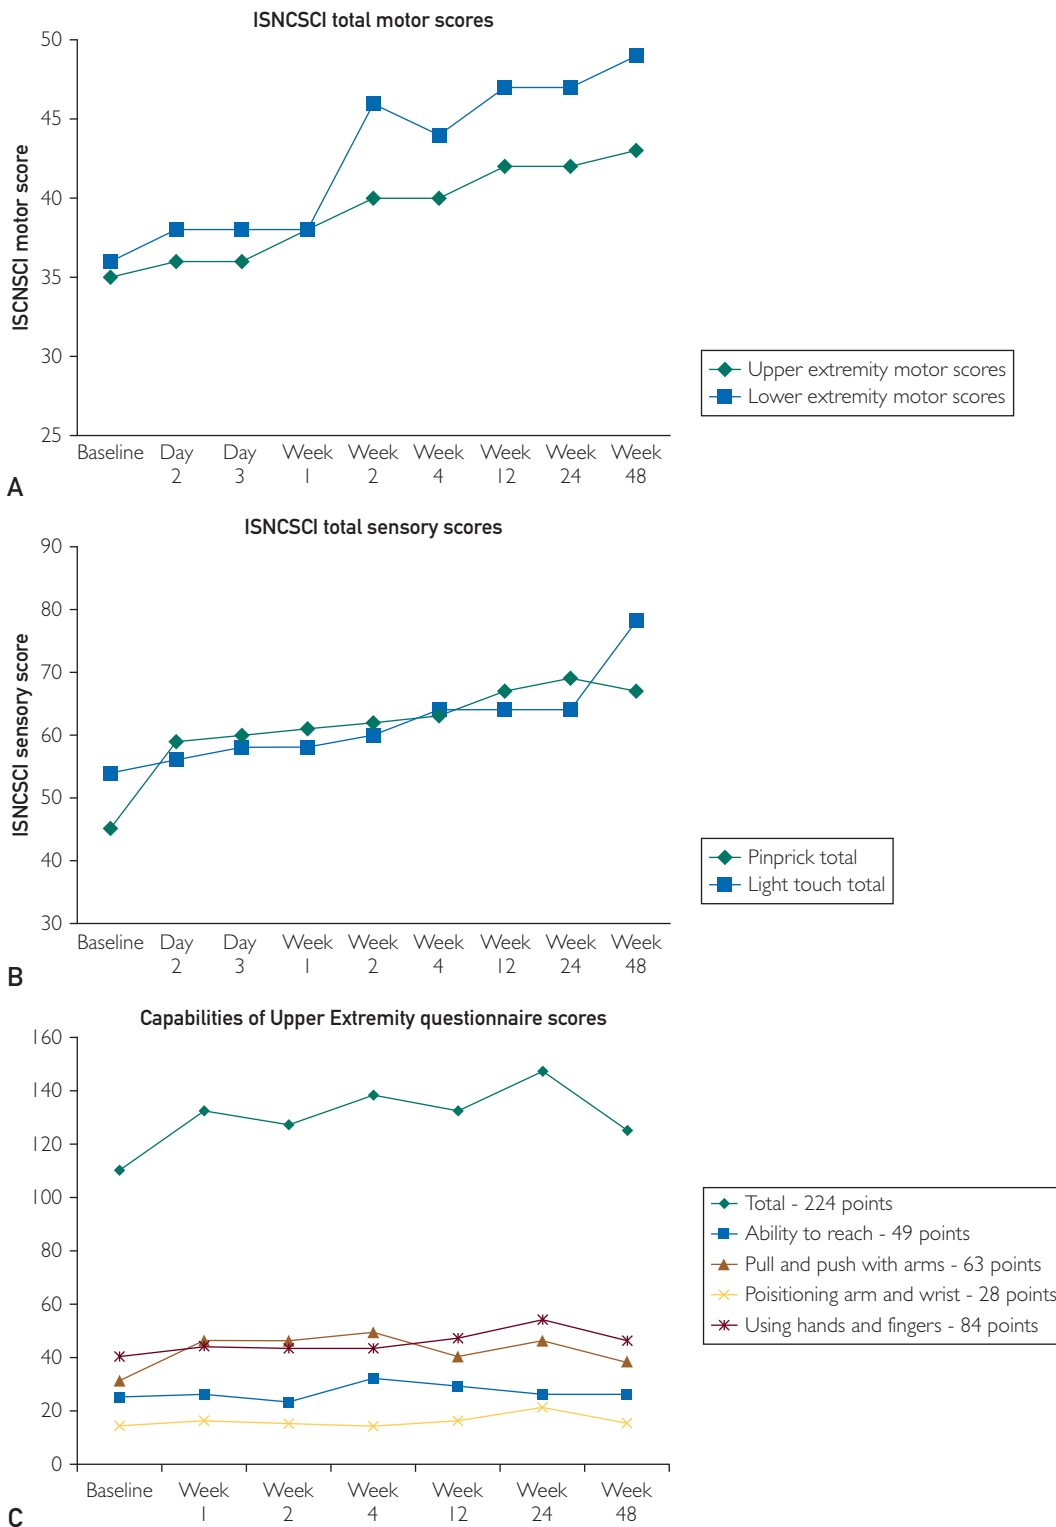 ISNCSCI total motor scores
50
45
40
35
30
25
ISCNSCI motor score
Baseline Day 2 Day 3 Week 1 Week 2 Week 4 Week 12 Week 24 Week 48
Upper extremity motor scores
Lower extremity motor scores
A
ISNCSCI total sensory scores
90
80
70
60
50
40
30
ISNCSCI sensory score
Baseline Day 2 Day 3 Week 1 Week 2 Week 4 Week 12 Week 24 Week 48
Pinprick total
Light touch total
B
Capabilities of Upper Extremity questionnaire scores
160
140
120
100
80
60
40
20
0
Baseline Week 1 Week 2 Week 4 Week 12 Week 24 Week 48
Total - 224 points
Ability to reach - 49 points
Pull and push with arms - 63 points
Poisitioning arm and wrist - 28 points
Using hands and fingers - 84 points
C